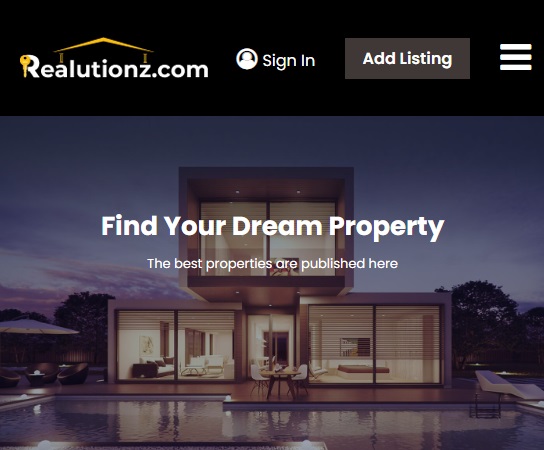 Realutionz.com
Sign In
Add Listing
Find Your Dream Property
The best properties are published here